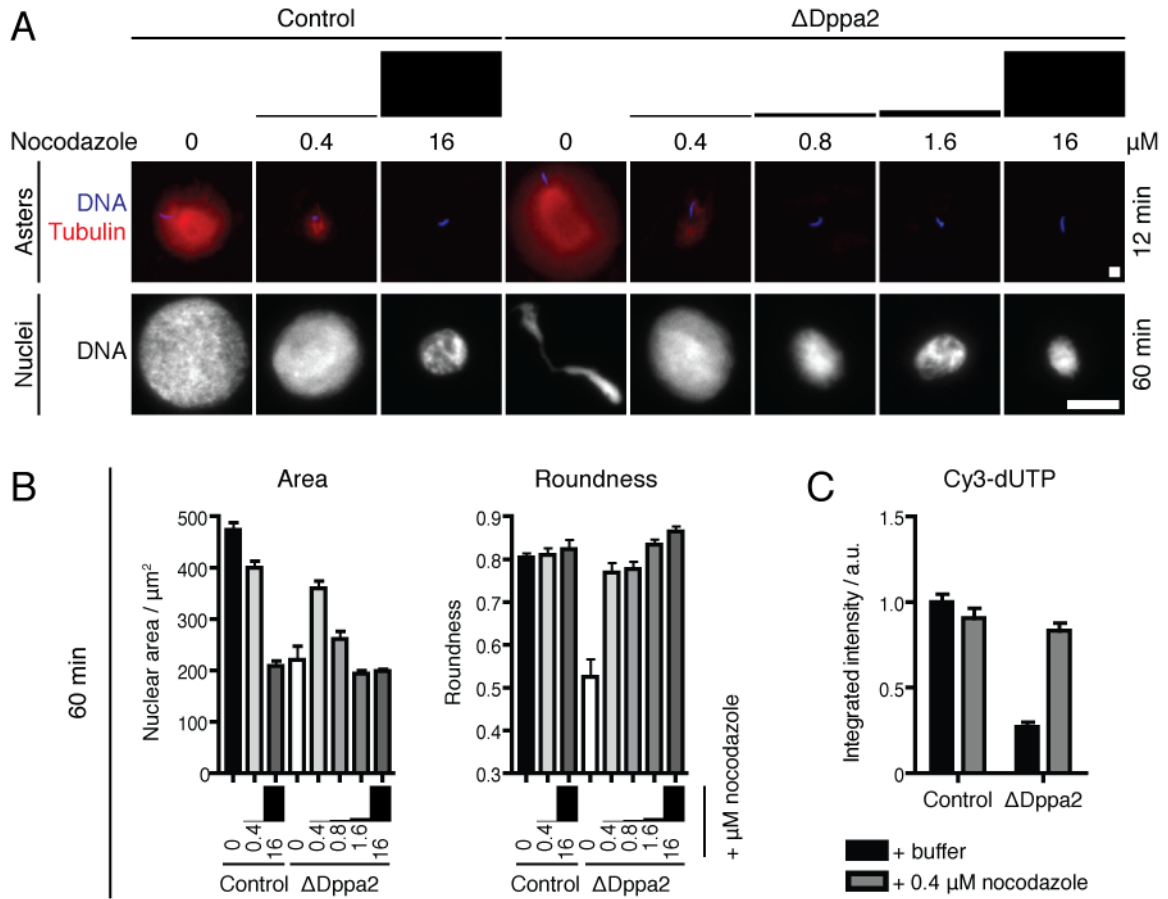 A
Control
ΔDppa2
Nocodazole 0 0.4 16 0 0.4 0.8 1.6 16 µM
Asters
DNA
Tubulin
12 min
Nuclei
DNA
60 min
B
60 min
Area
Nuclear area / µm²
500
400
300
200
100
0
0 0.4 16 0 0.4 0.8 1.6 16
Control ΔDppa2
Roundness
Roundness
0.9
0.8
0.7
0.6
0.5
0.4
0.3
0 0.4 16 0 0.4 0.8 1.6 16
Control ΔDppa2
+ µM nocodazole
C
Cy3-dUTP
Integrated intensity / a.u.
1.5
1.0
0.5
0
Control ΔDppa2
+ buffer
+ 0.4 µM nocodazole